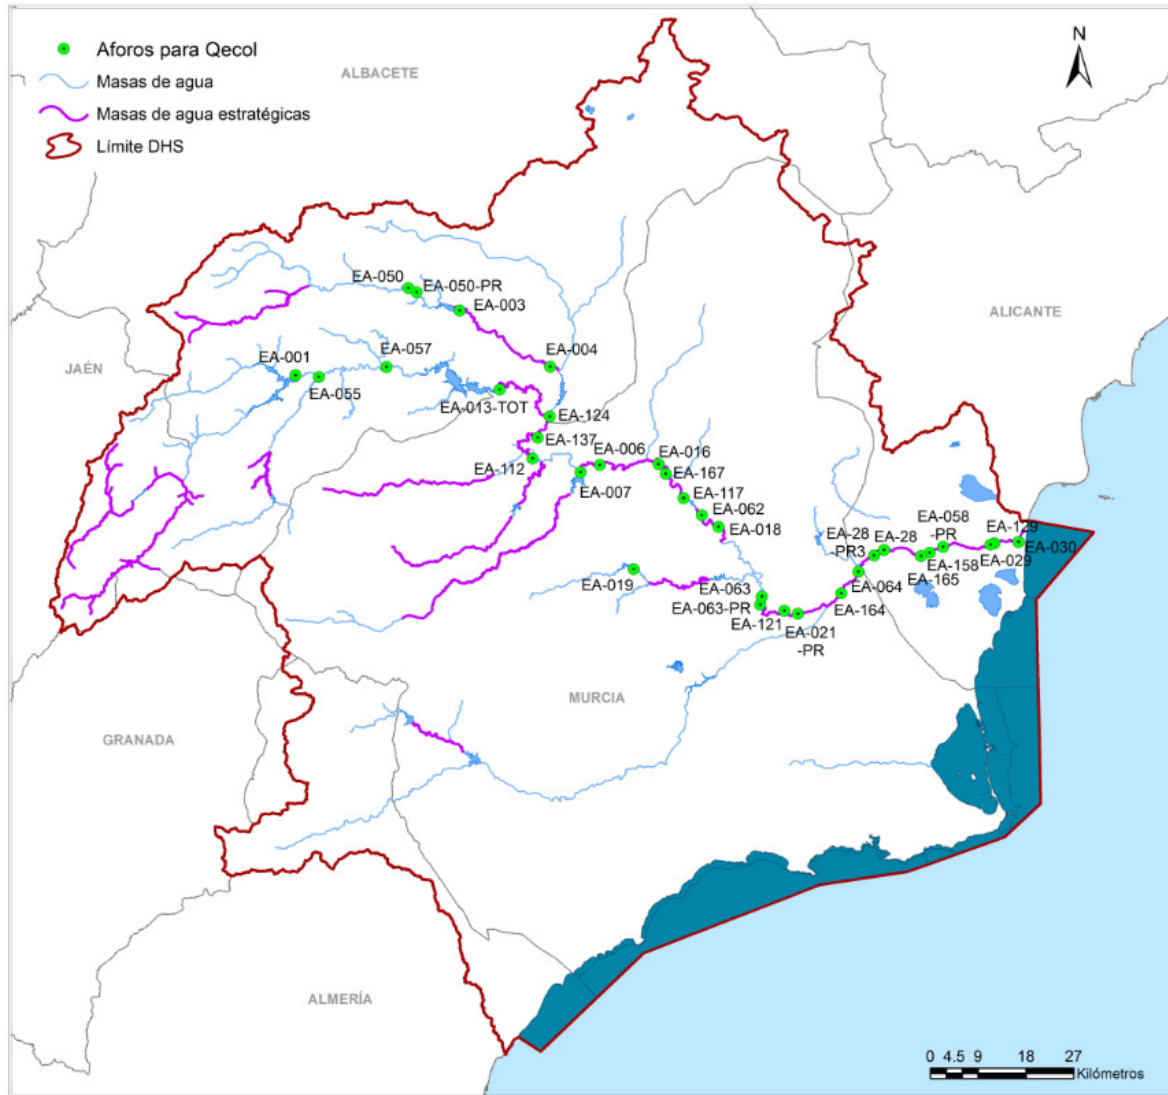 N
Aforos para Qecol
Masas de agua
Masas de agua estratégicas
Límite DHS
ALBACETE
ALICANTE
JAÉN
GRANADA
MURCIA
ALMERÍA
EA-050
EA-050-PR
EA-003
EA-001
EA-057
EA-055
EA-004
EA-013-TOT
EA-124
EA-137
EA-112
EA-006
EA-007
EA-016
EA-167
EA-117
EA-062
EA-018
EA-019
EA-063
EA-063-PR
EA-121
EA-021
-PR
EA-164
EA-064
EA-28
-PR3
EA-28
EA-058
-PR
EA-165
EA-158
EA-129
EA-029
EA-030
0 4.5 9 18 27
Kilómetros